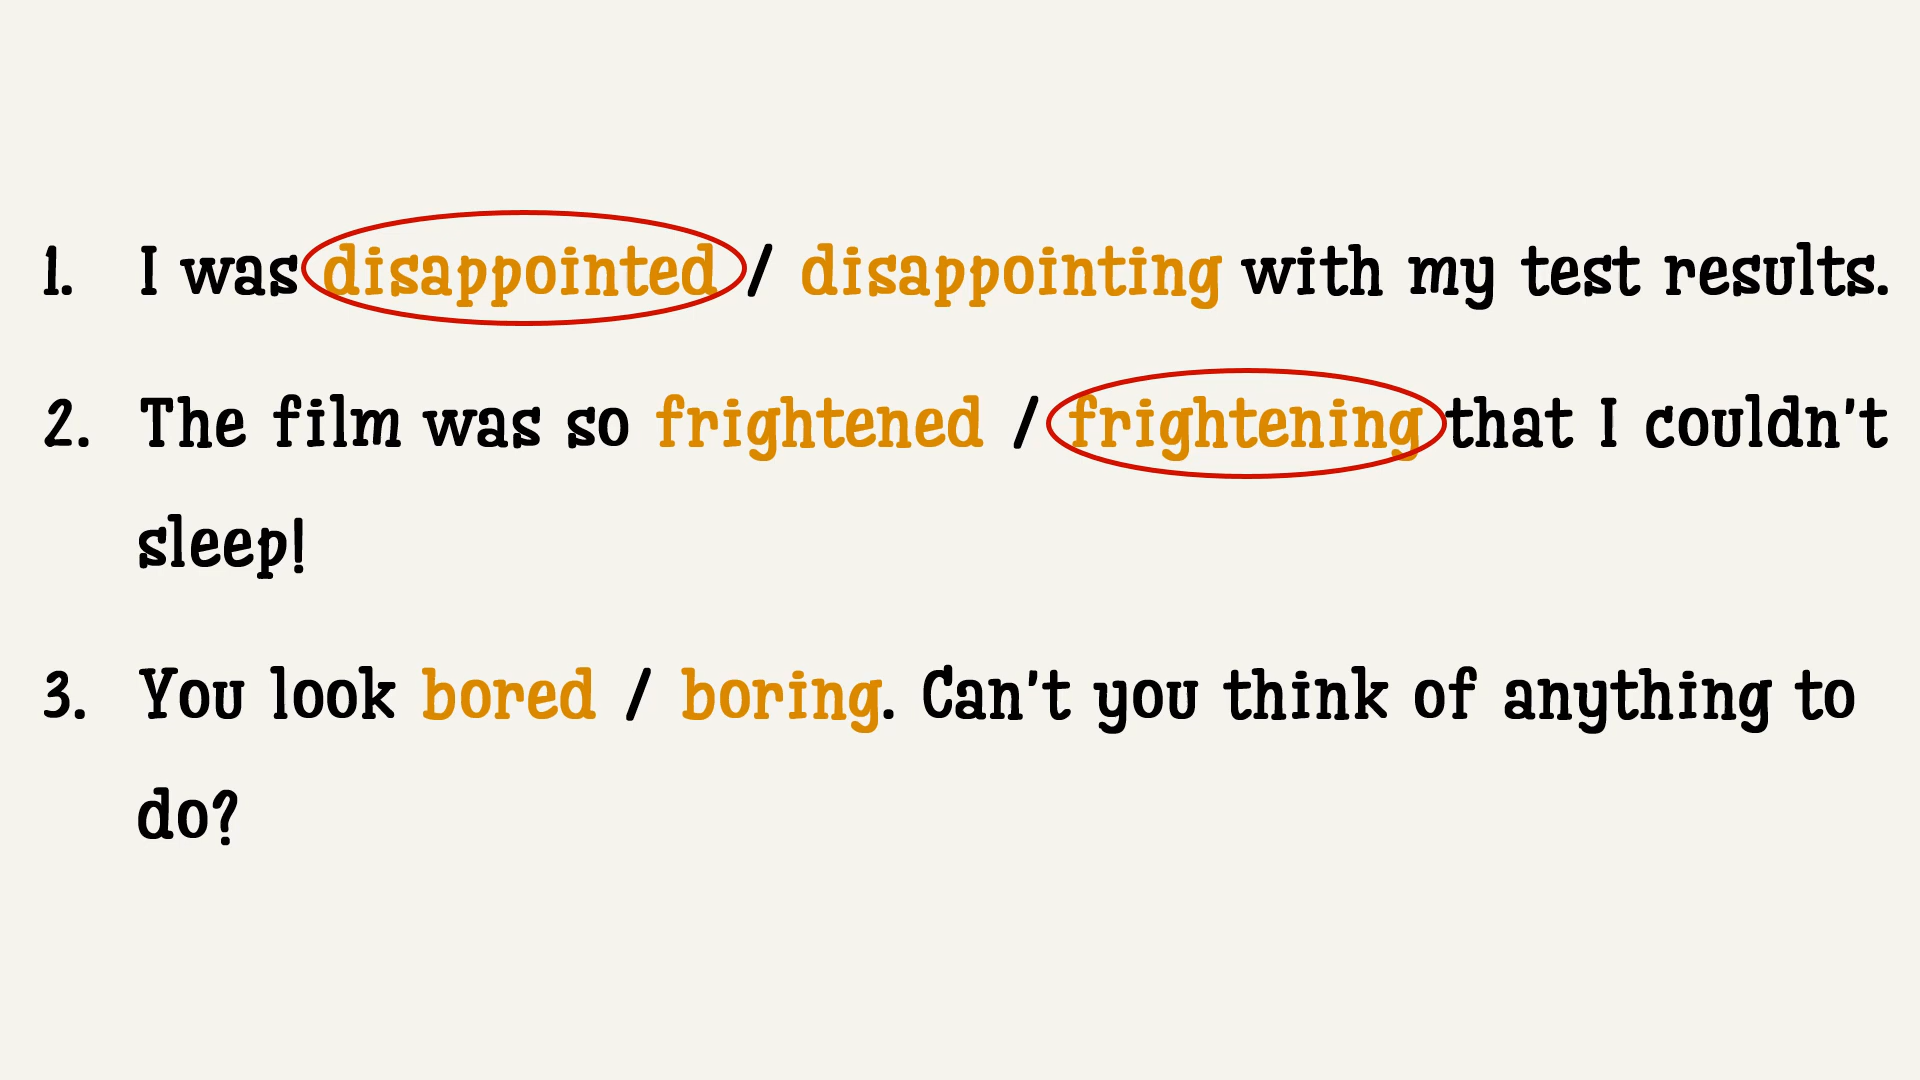 1. I was disappointed / disappointing with my test results.
2. The film was so frightened / frightening that I couldn't
sleep!
3. You look bored / boring. Can't you think of anything to
do?